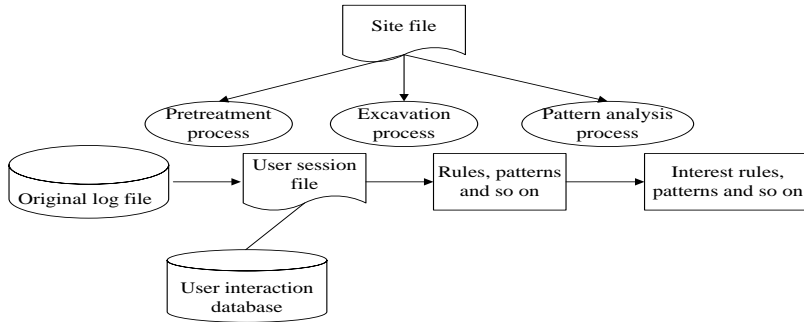 Site file
Pretreatment
process
Excavation
process
Pattern analysis
process
Original log file
User session
file
Rules, patterns
and so on
Interest rules,
patterns and so on
User interaction
database